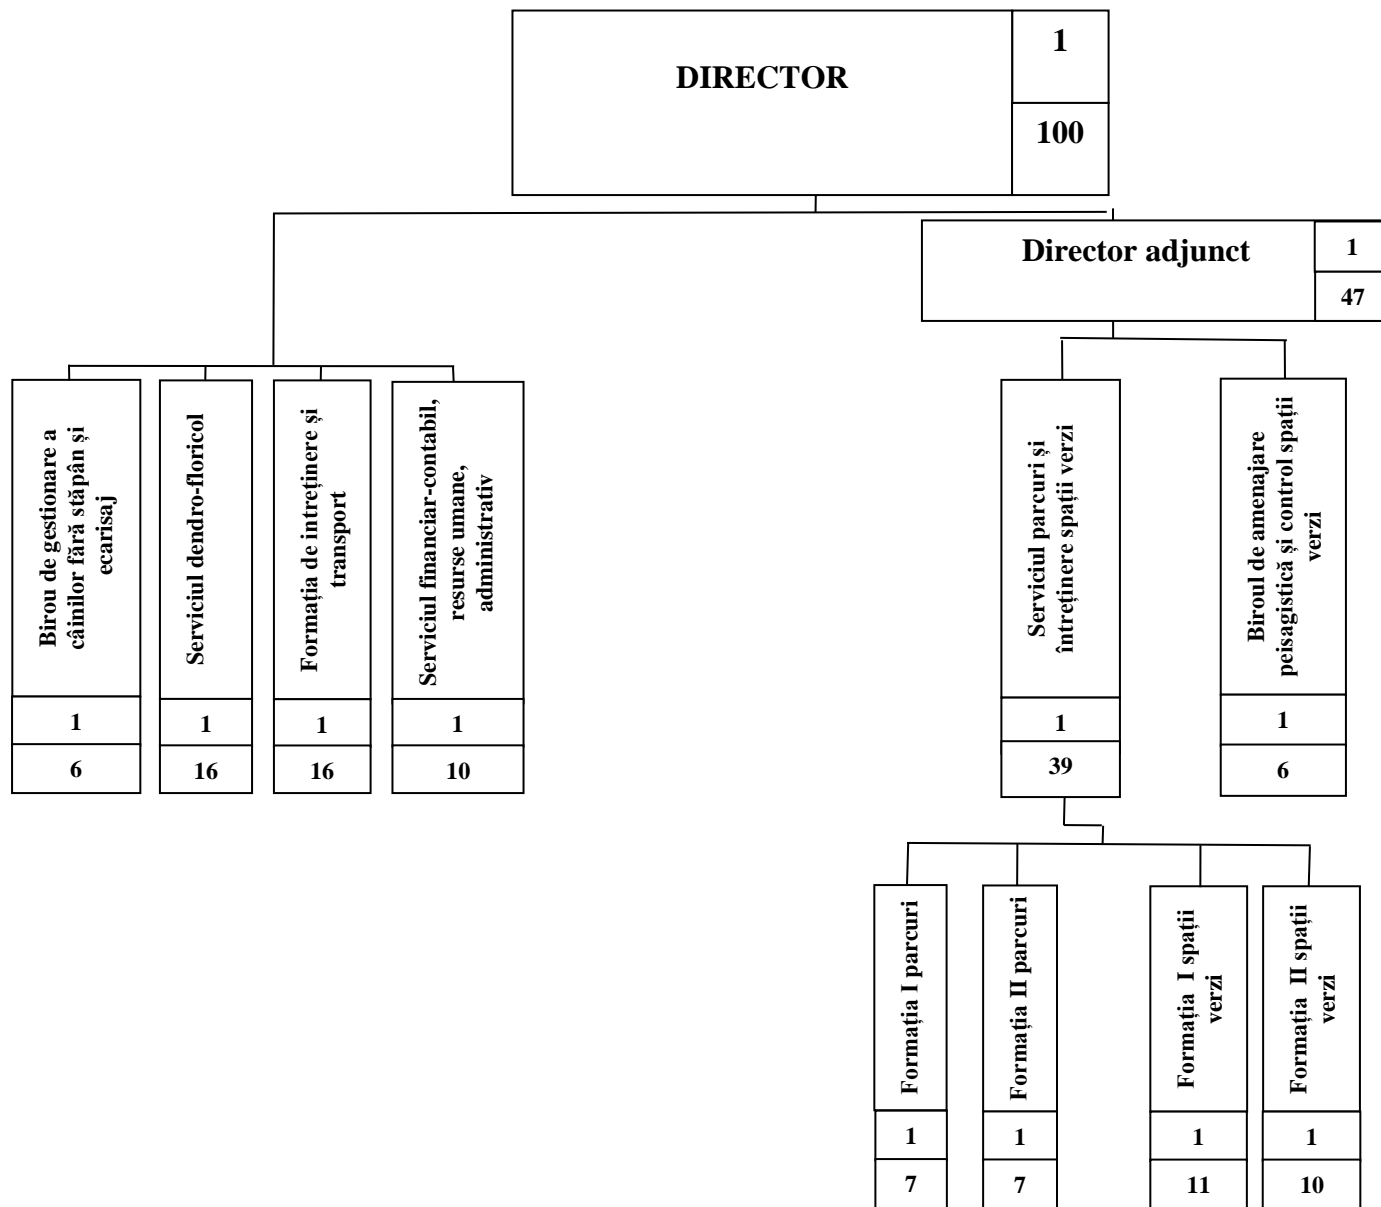 DIRECTOR
1
100
Director adjunct
1
47
Birou de gestionare a
câinilor fără stăpân și
ecarisaj
1
6
Serviciul dendro-floricol
1
16
Formația de intreținere și
transport
1
16
Serviciul financiar-contabil,
resurse umane,
administrativ
1
10
Serviciul parcuri și
întreținere spații verzi
1
39
Biroul de amenajare
peisagistică și control spații
verzi
1
6
Formația I parcuri
1
7
Formația II parcuri
1
7
Formația I spații
verzi
1
11
Formația II spații
verzi
1
10